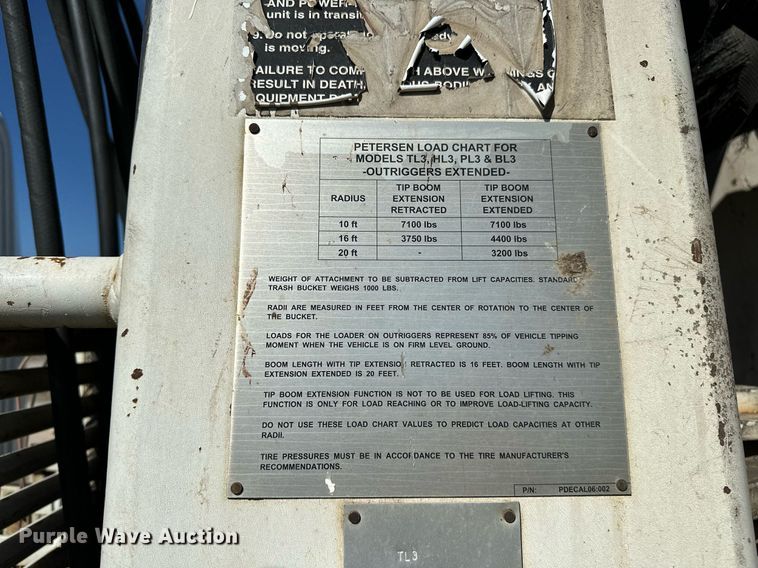 AND POWER
unit is in transi
9. Do not
is moving.
FAILURE TO COMP H ABOVE W NGS
RESULT IN DEATH,
EQUIPMENT
PETERSEN LOAD CHART FOR
MODELS TL3, HL3, PL3 & BL3
-OUTRIGGERS EXTENDED-
RADIUS TIP BOOM EXTENSION RETRACTED TIP BOOM EXTENSION EXTENDED
10 ft 7100 lbs 7100 lbs
16 ft 3750 lbs 4400 lbs
20 ft - 3200 lbs
WEIGHT OF ATTACHMENT TO BE SUBTRACTED FROM LIFT CAPACITIES. STANDARD
TRASH BUCKET WEIGHS 1000 LBS.
RADII ARE MEASURED IN FEET FROM THE CENTER OF ROTATION TO THE CENTER OF
THE BUCKET.
LOADS FOR THE LOADER ON OUTRIGGERS REPRESENT 85% OF VEHICLE TIPPING
MOMENT WHEN THE VEHICLE IS ON FIRM LEVEL GROUND.
BOOM LENGTH WITH TIP EXTENSION RETRACTED IS 16 FEET. BOOM LENGTH WITH TIP
EXTENSION EXTENDED IS 20 FEET.
TIP BOOM EXTENSION FUNCTION IS NOT TO BE USED FOR LOAD LIFTING. THIS
FUNCTION IS ONLY FOR LOAD REACHING OR TO IMPROVE LOAD-LIFTING CAPACITY.
DO NOT USE THESE LOAD CHART VALUES TO PREDICT LOAD CAPACITIES AT OTHER
RADII.
TIRE PRESSURES MUST BE IN ACCORDANCE TO THE TIRE MANUFACTURER'S
RECOMMENDATIONS.
P/N: PDECAL06:002
TL3
Purple Wave Auction